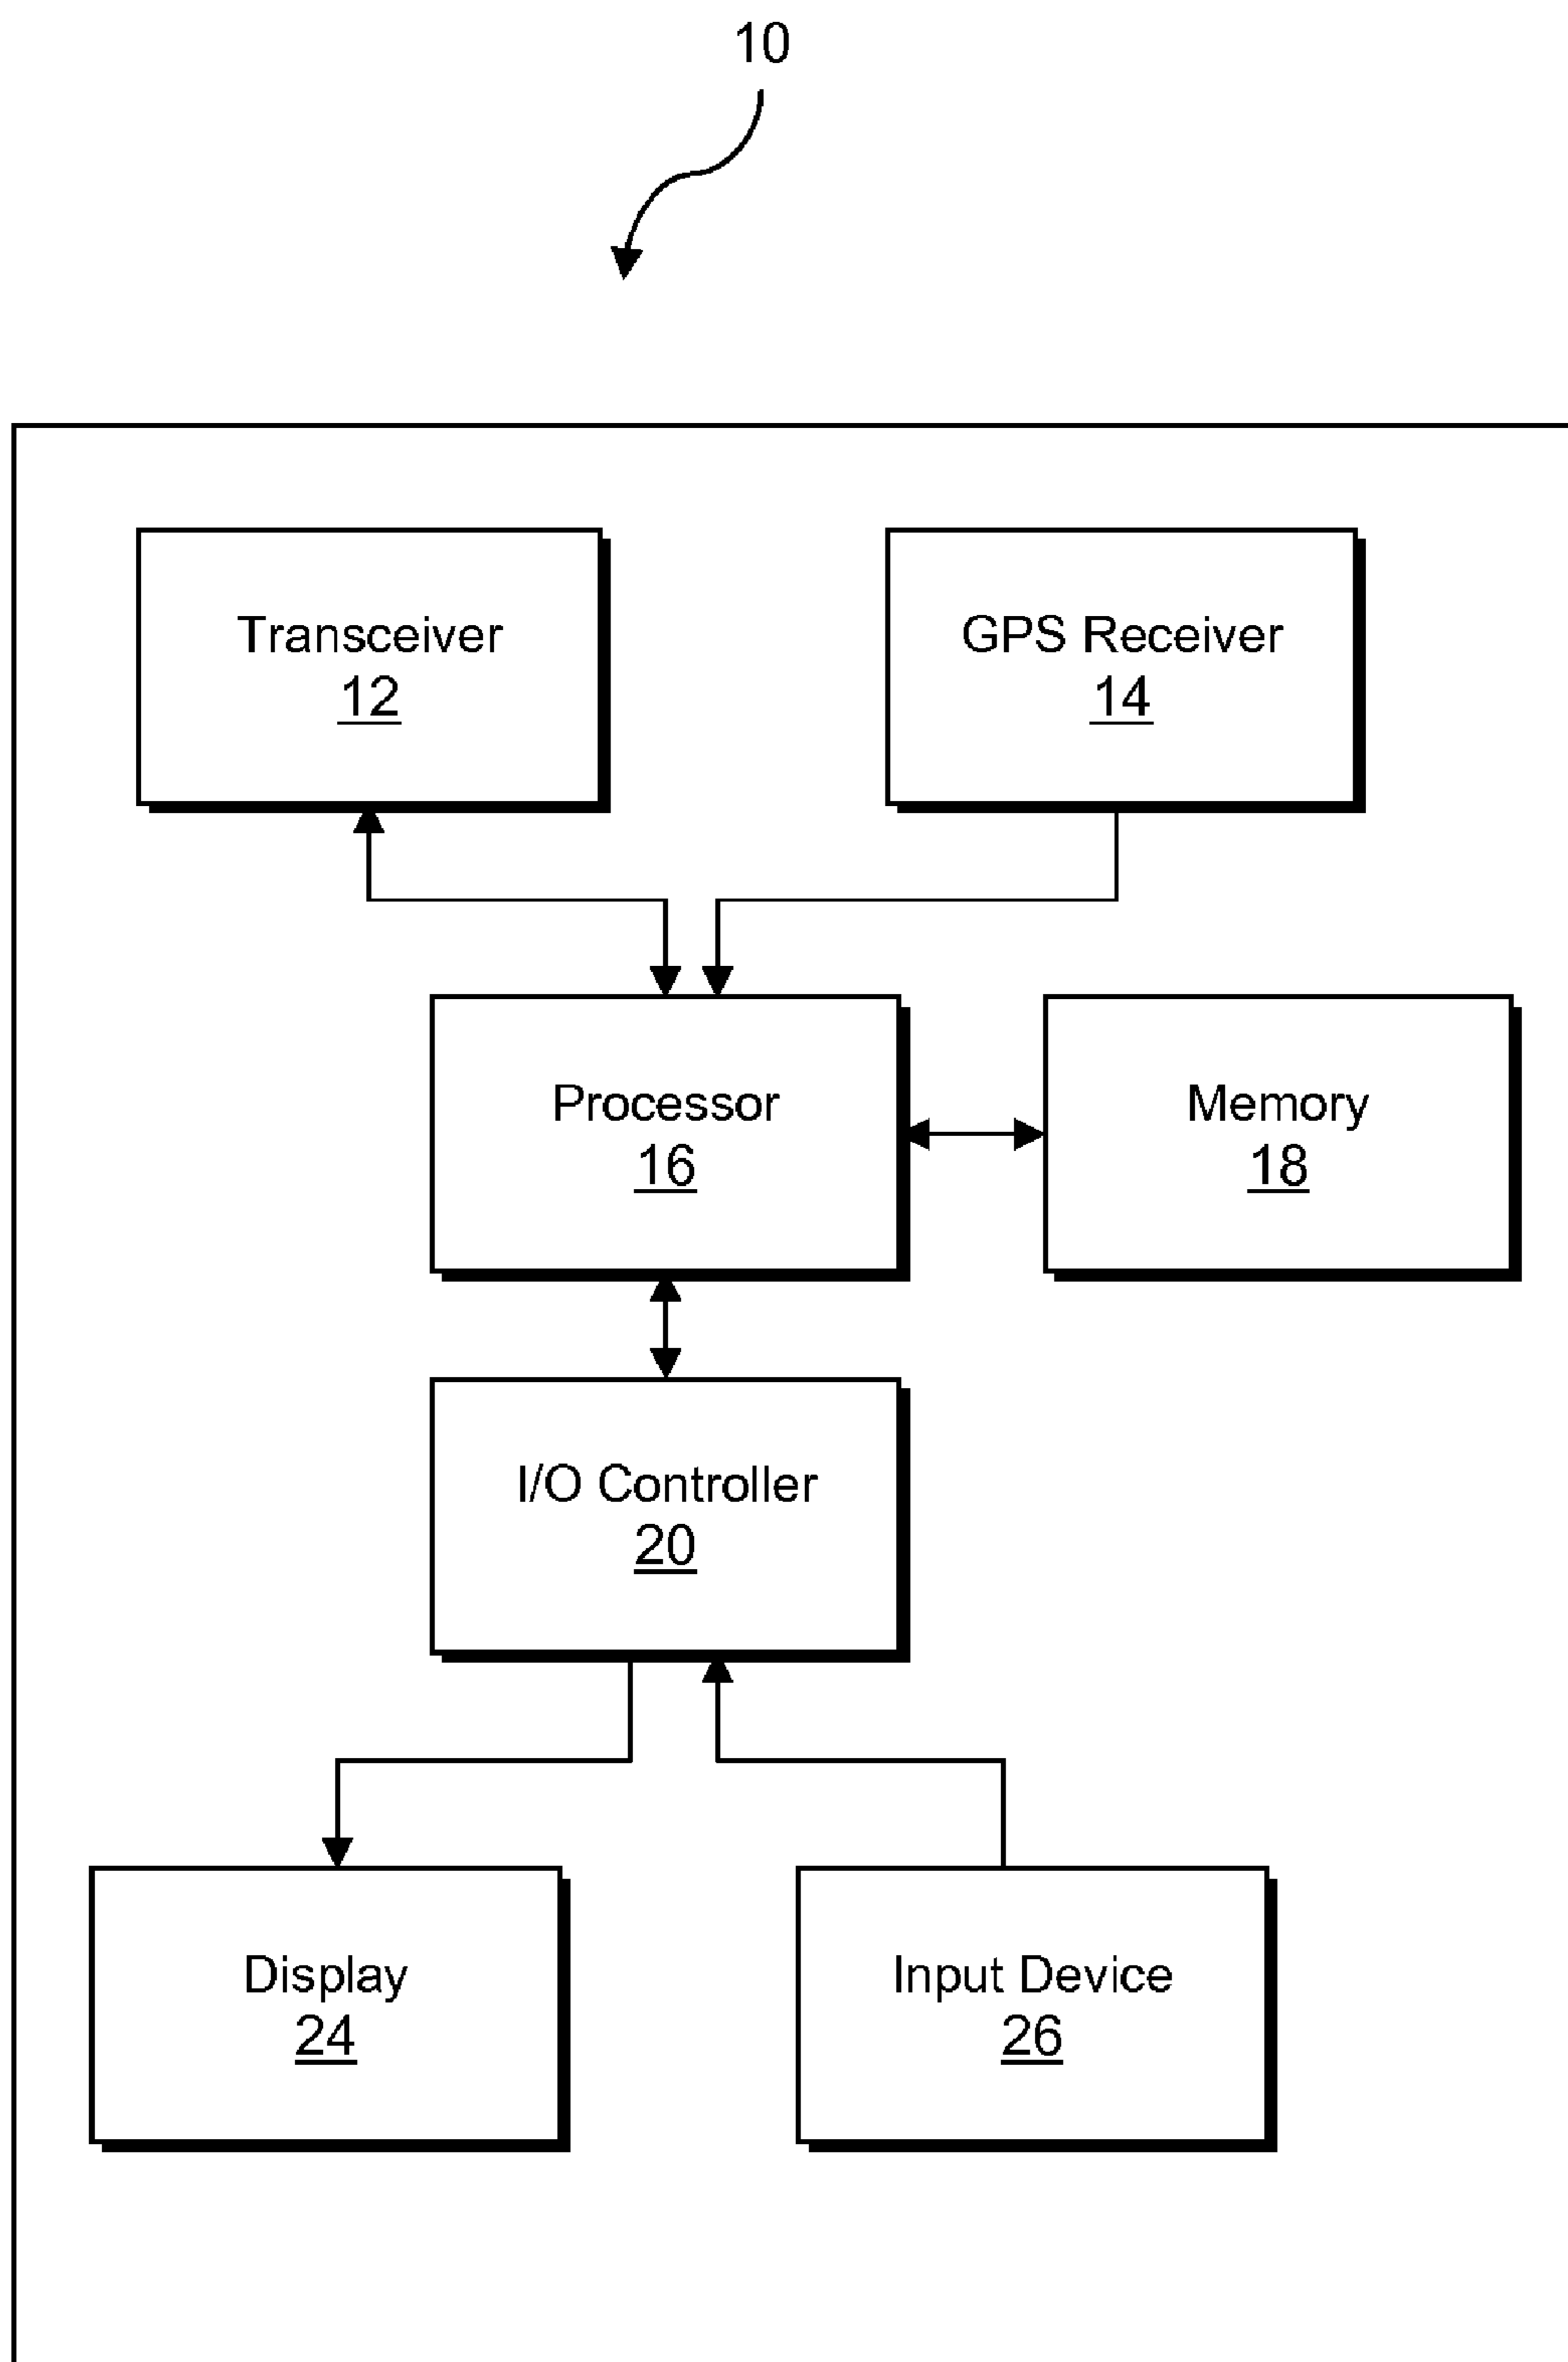 10
Transceiver
12
GPS Receiver
14
Processor
16
Memory
18
I/O Controller
20
Display
24
Input Device
26